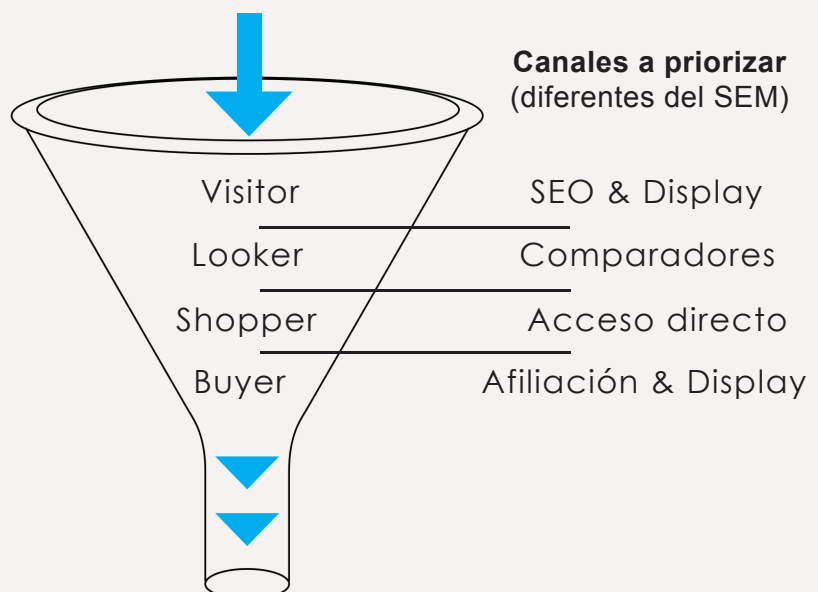 Canales a priorizar
(diferentes del SEM)
Visitor SEO & Display
Looker Comparadores
Shopper Acceso directo
Buyer Afiliación & Display